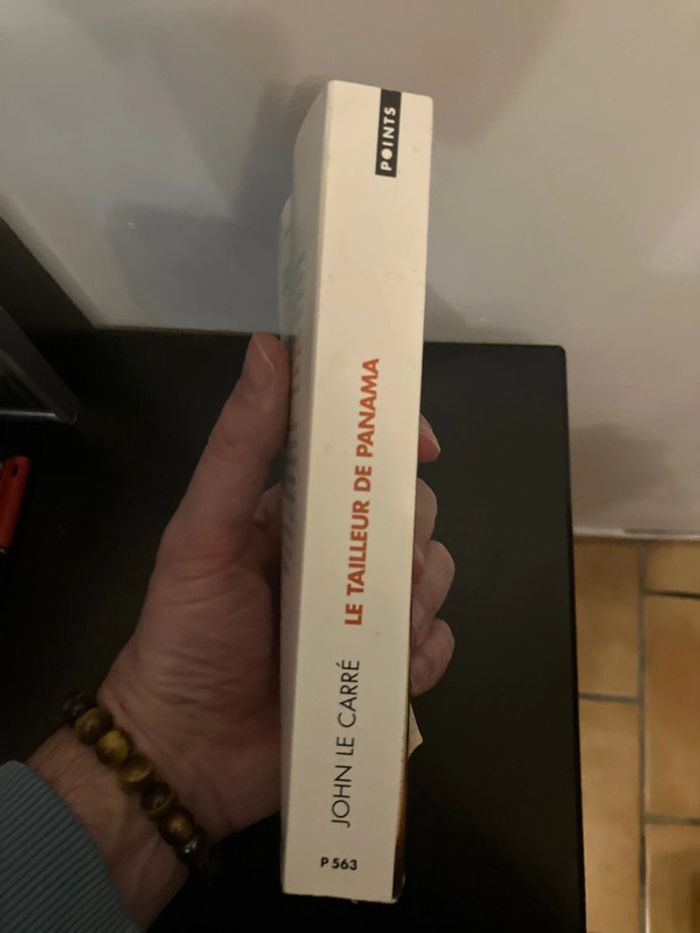 POINTS
LE TAILLEUR DE PANAMA
JOHN LE CARRÉ
P 563